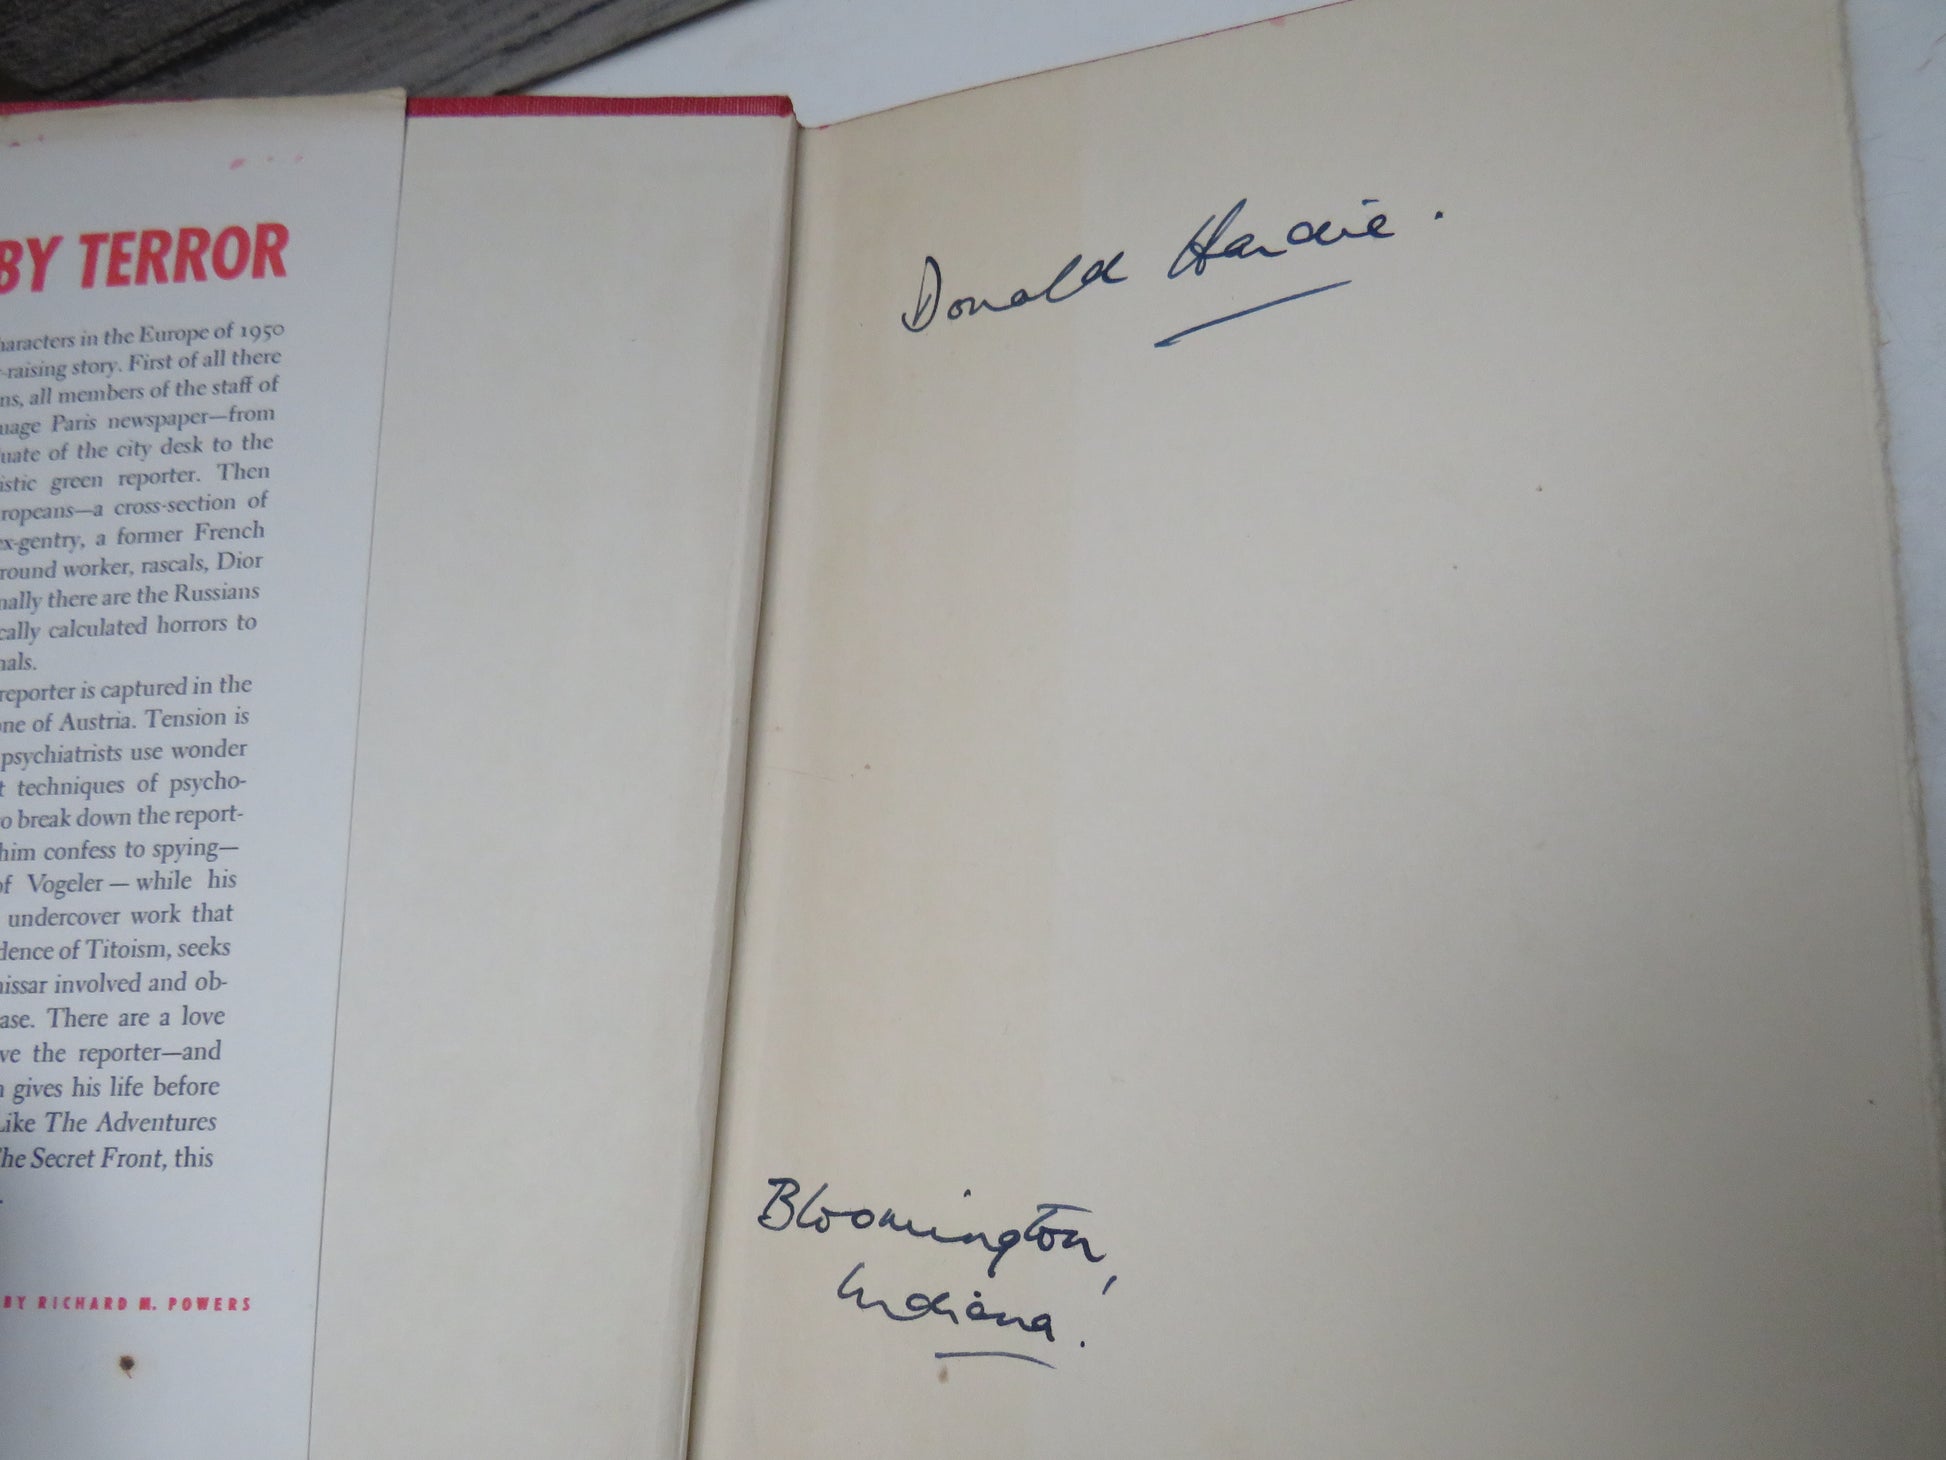 BY TERROR
haracters in the Europe of 1950
-raising story. First of all there
ns, all members of the staff of
uage Paris newspaper—from
uate of the city desk to the
istic green reporter. Then
ropeans—a cross-section of
ex-gentry, a former French
round worker, rascals, Dior
nally there are the Russians
cally calculated horrors to
nals.
reporter is captured in the
one of Austria. Tension is
psychiatrists use wonder
t techniques of psycho-
o break down the report-
him confess to spying—
of Vogeler — while his
undercover work that
dence of Titoism, seeks
issar involved and ob-
ase. There are a love
ve the reporter—and
n gives his life before
Like The Adventures
The Secret Front, this
.
BY RICHARD M. POWERS
Donald Hardie.
Bloomington,
Indiana.